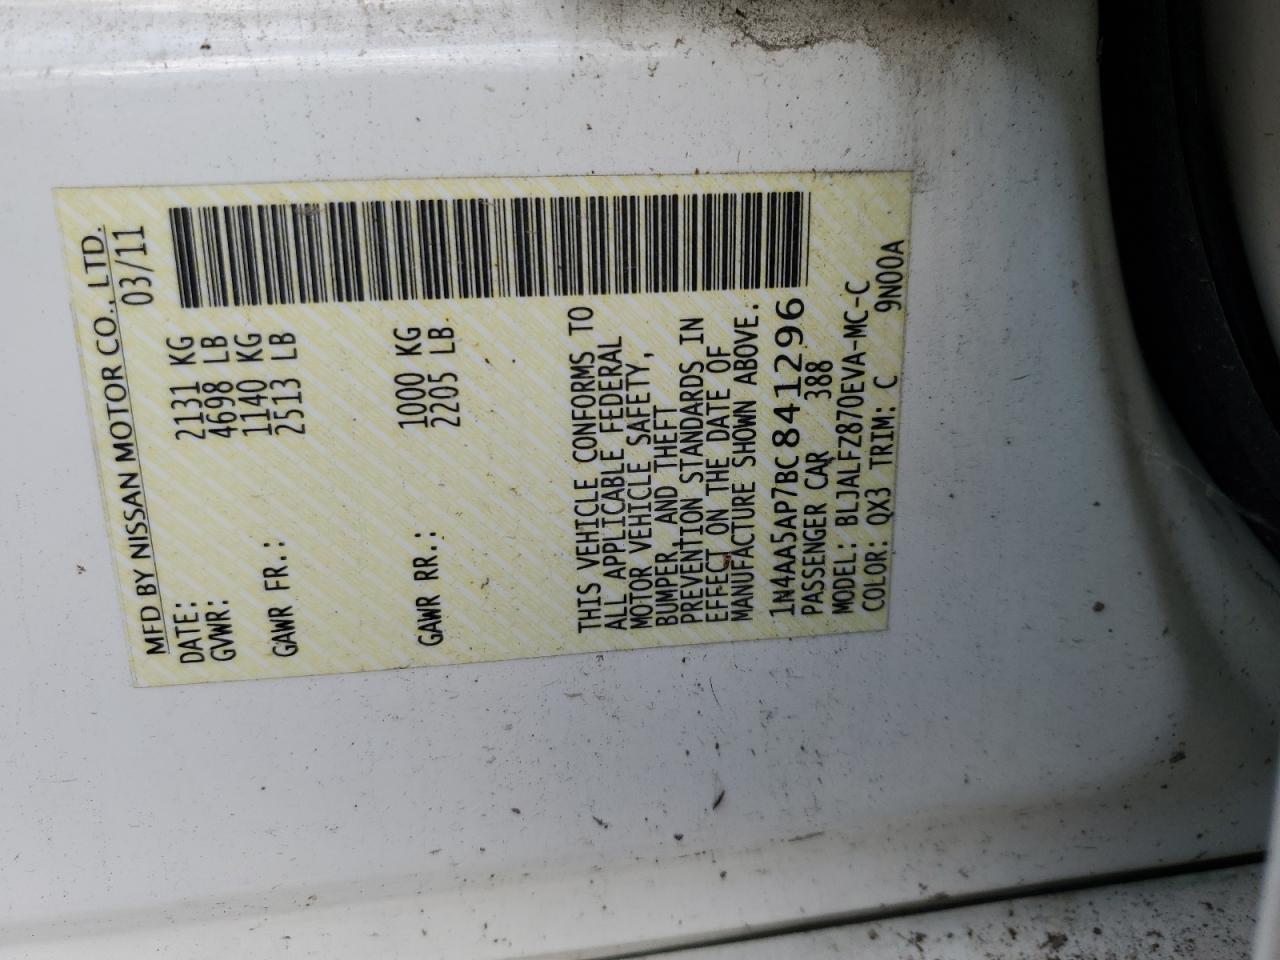 MFD BY NISSAN MOTOR CO., LTD.
DATE: 03/11
GVWR: 2131 KG
4698 LB
GAWR FR.: 1140 KG
2513 LB
GAWR RR.: 1000 KG
2205 LB
THIS VEHICLE CONFORMS TO
ALL APPLICABLE FEDERAL
MOTOR VEHICLE SAFETY,
BUMPER, AND THEFT
PREVENTION STANDARDS IN
EFFECT ON THE DATE OF
MANUFACTURE SHOWN ABOVE.
1N4AA5AP7BC841296
PASSENGER CAR 388
MODEL: BLJALFZ870EVA-MC-C
COLOR: QX3 TRIM: C 9N00A